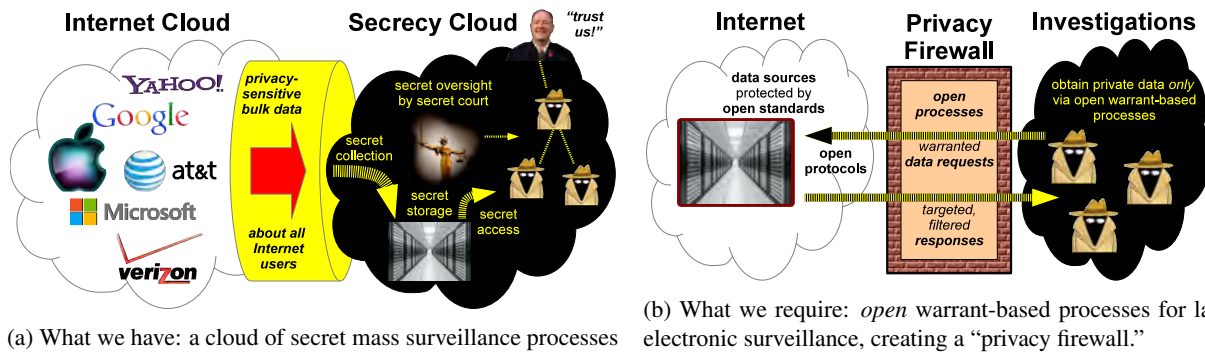 Internet Cloud
YAHOO!
Google
at&t
Microsoft
verizon
privacy-
sensitive
bulk data
about all
Internet
users
Secrecy Cloud
“trust
us!”
secret oversight
by secret court
secret
collection
secret
storage
secret
access
(a) What we have: a cloud of secret mass surveillance processes
Internet
data sources
protected by
open standards
open
protocols
Privacy
Firewall
open
processes
warranted
data requests
targeted,
filtered
responses
Investigations
obtain private data only
via open warrant-based
processes
(b) What we require: open warrant-based processes for la
electronic surveillance, creating a “privacy firewall.”